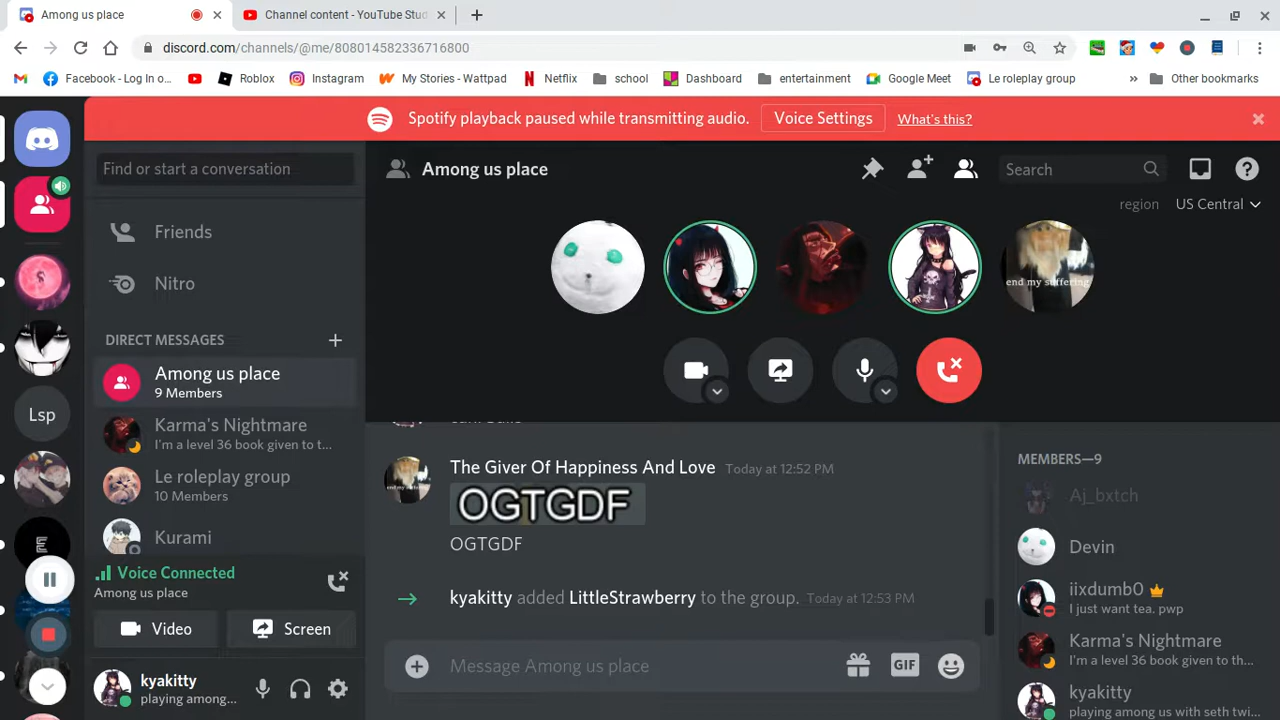 Among us place
Channel content - YouTube Stud
discord.com/channels/@me/808014582336716800
Facebook - Log In o...
Roblox
Instagram
My Stories - Wattpad
Netflix
school
Dashboard
entertainment
Google Meet
Le roleplay group
»
Other bookmarks
Spotify playback paused while transmitting audio.
Voice Settings
What's this?
Find or start a conversation
Among us place
Search
region
US Central
end my suffering
Friends
Nitro
DIRECT MESSAGES
Among us place
9 Members
Karma's Nightmare
I'm a level 36 book given to t...
Le roleplay group
10 Members
Kurami
Lsp
E
Voice Connected
Among us place
Video
Screen
kyakitty
playing among...
The Giver Of Happiness And Love Today at 12:52 PM
OGTGDF
OGTGDF
kyakitty added LittleStrawberry to the group. Today at 12:53 PM
Message Among us place
GIF
MEMBERS—9
Aj_bxtch
Devin
iixdumb0
I just want tea. pwp
Karma's Nightmare
I'm a level 36 book given to th...
kyakitty
playing among us with seth twi...